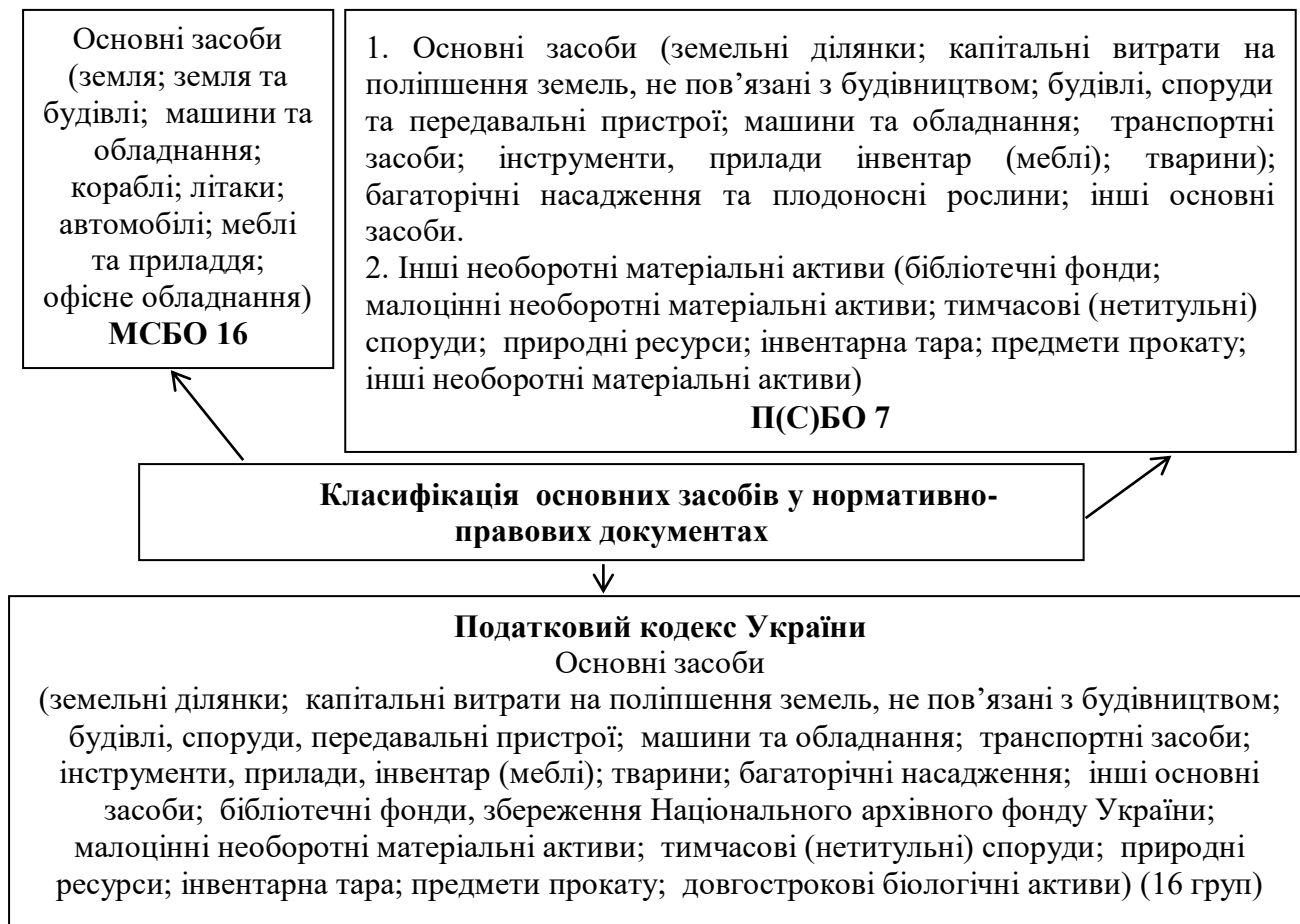 Основні засоби
(земля; земля та
будівлі; машини та
обладнання;
кораблі; літаки;
автомобілі; меблі
та приладдя;
офісне обладнання)
МСБО 16
1. Основні засоби (земельні ділянки; капітальні витрати на
поліпшення земель, не пов’язані з будівництвом; будівлі, споруди
та передавальні пристрої; машини та обладнання; транспортні
засоби; інструменти, прилади інвентар (меблі); тварини);
багаторічні насадження та плодоносні рослини; інші основні
засоби.
2. Інші необоротні матеріальні активи (бібліотечні фонди;
малоцінні необоротні матеріальні активи; тимчасові (нетитульні)
споруди; природні ресурси; інвентарна тара; предмети прокату;
інші необоротні матеріальні активи)
П(С)БО 7
Класифікація основних засобів у нормативно-
правових документах
Податковий кодекс України
Основні засоби
(земельні ділянки; капітальні витрати на поліпшення земель, не пов’язані з будівництвом;
будівлі, споруди, передавальні пристрої; машини та обладнання; транспортні засоби;
інструменти, прилади, інвентар (меблі); тварини; багаторічні насадження; інші основні
засоби; бібліотечні фонди, збереження Національного архівного фонду України;
малоцінні необоротні матеріальні активи; тимчасові (нетитульні) споруди; природні
ресурси; інвентарна тара; предмети прокату; довгострокові біологічні активи) (16 груп)